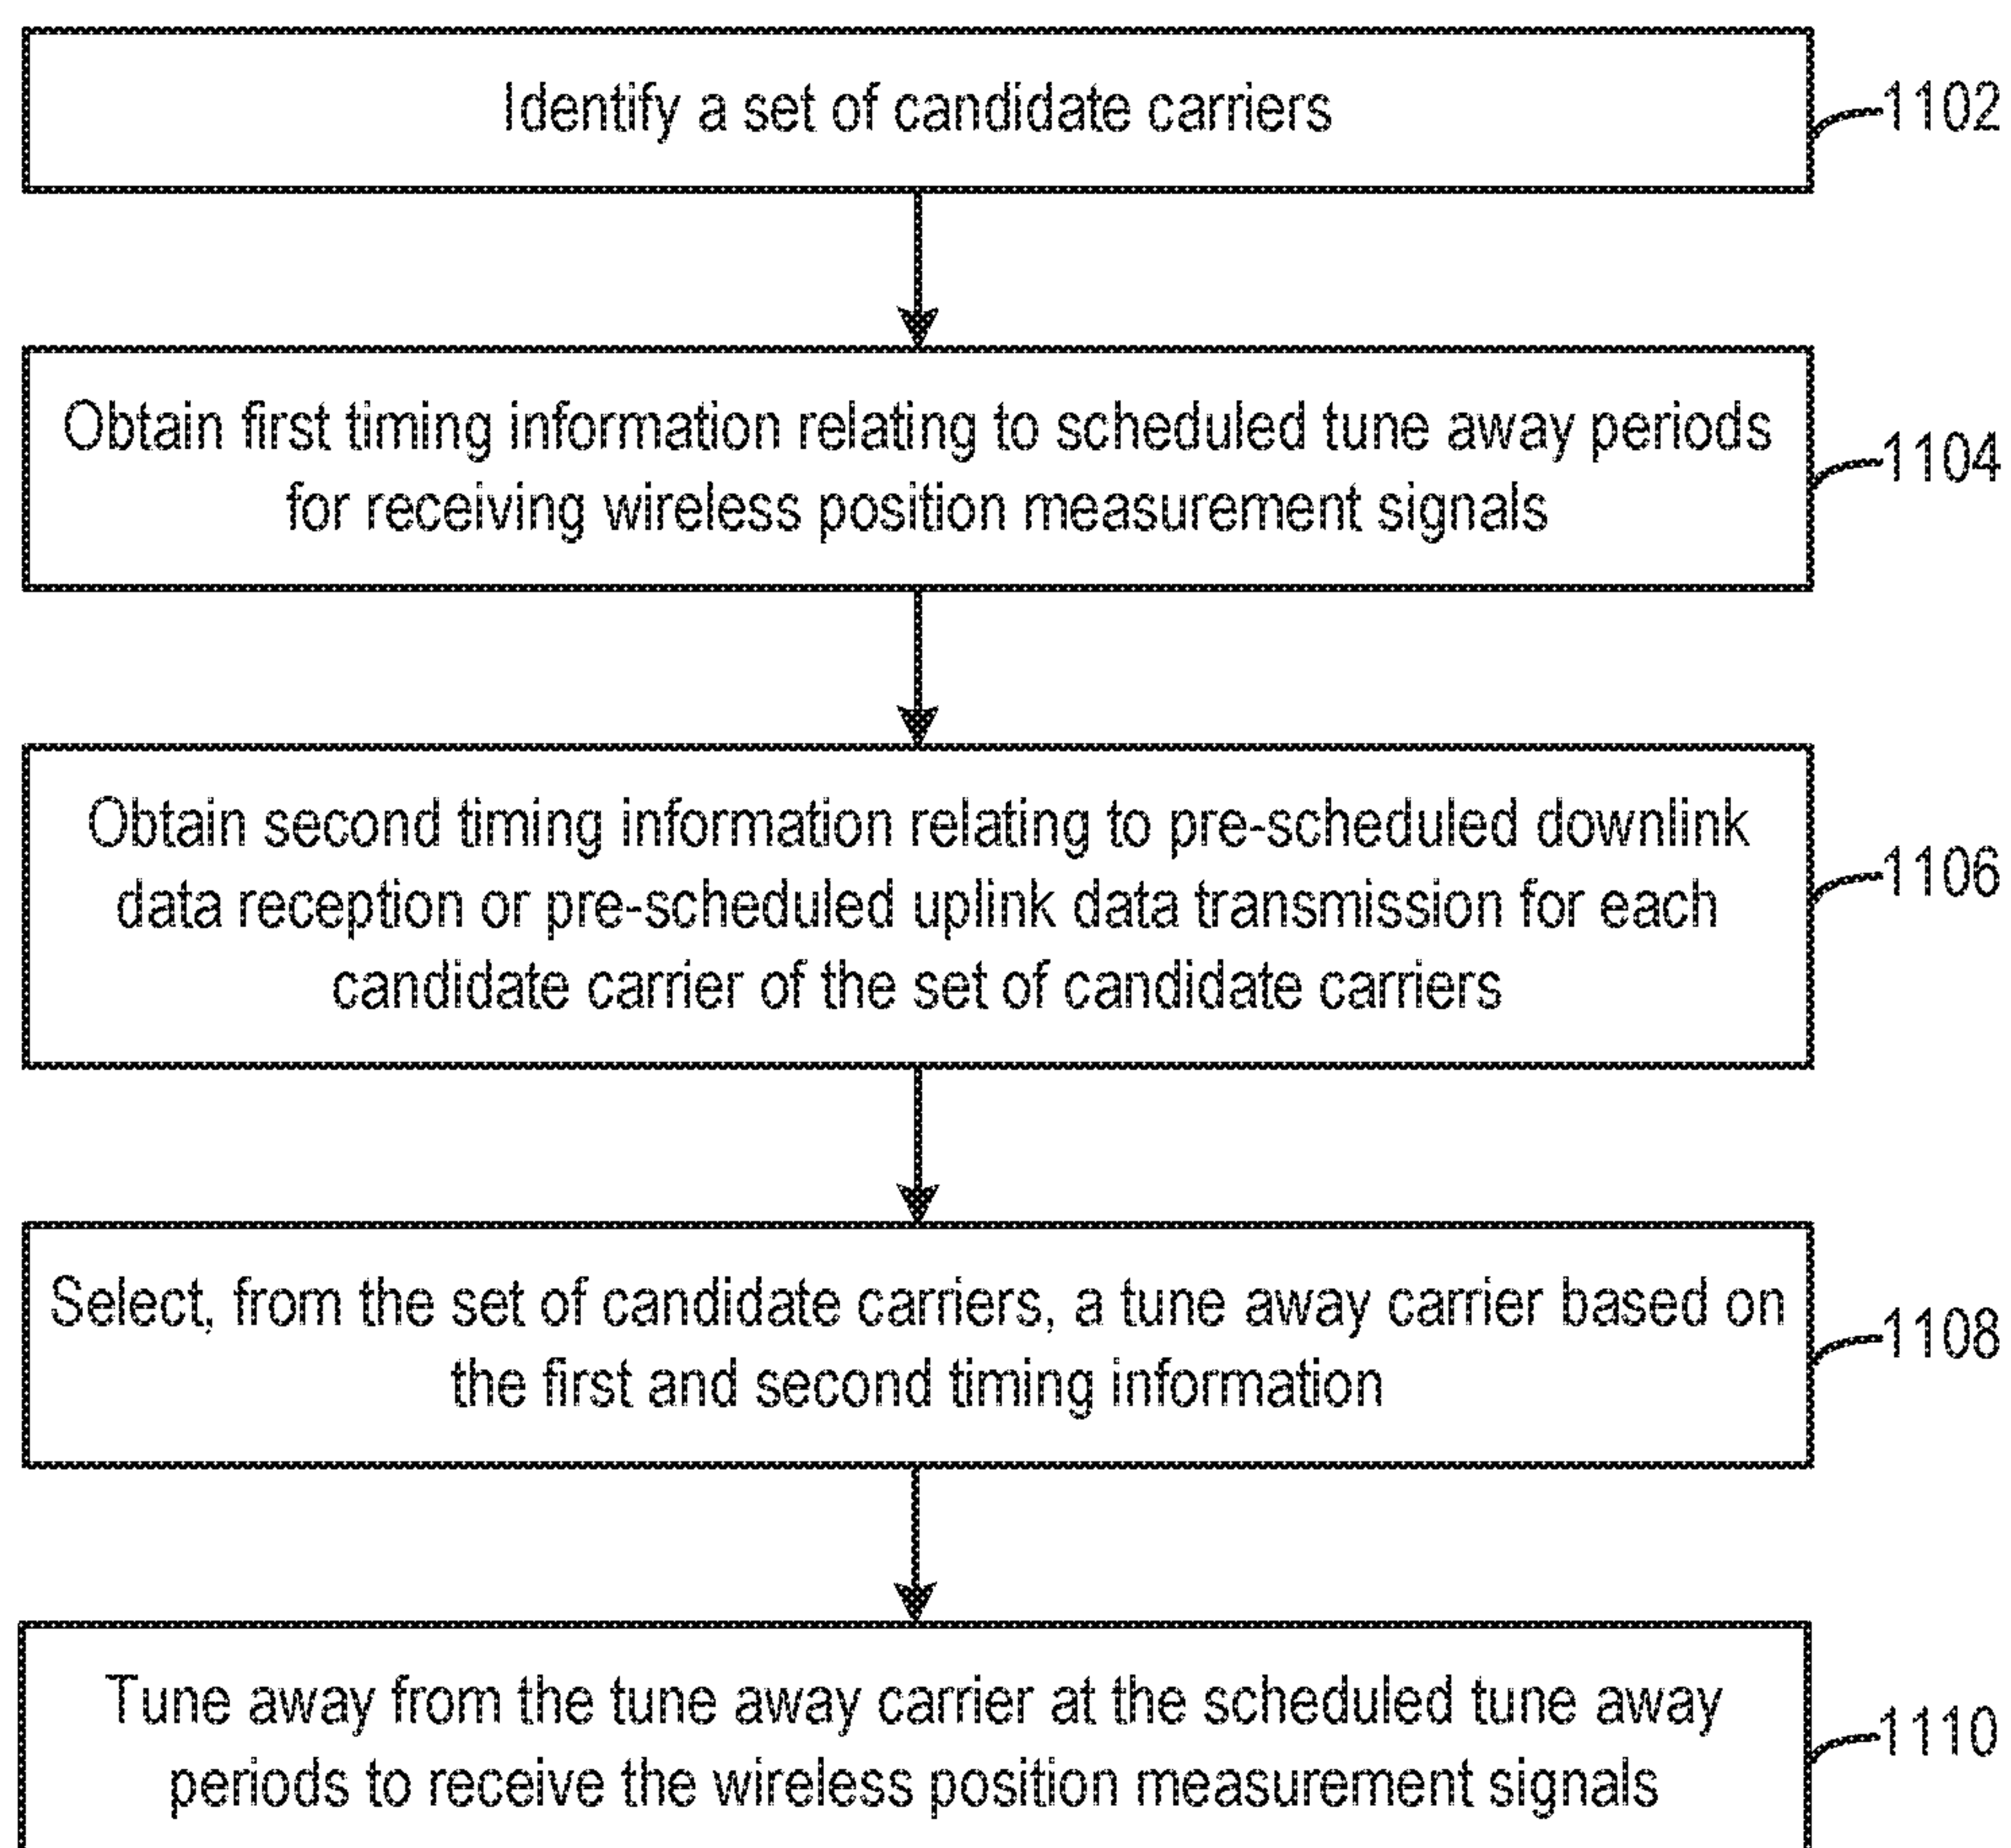 Identify a set of candidate carriers
1102
Obtain first timing information relating to scheduled tune away periods
for receiving wireless position measurement signals
1104
Obtain second timing information relating to pre-scheduled downlink
data reception or pre-scheduled uplink data transmission for each
candidate carrier of the set of candidate carriers
1106
Select, from the set of candidate carriers, a tune away carrier based on
the first and second timing information
1108
Tune away from the tune away carrier at the scheduled tune away
periods to receive the wireless position measurement signals
1110